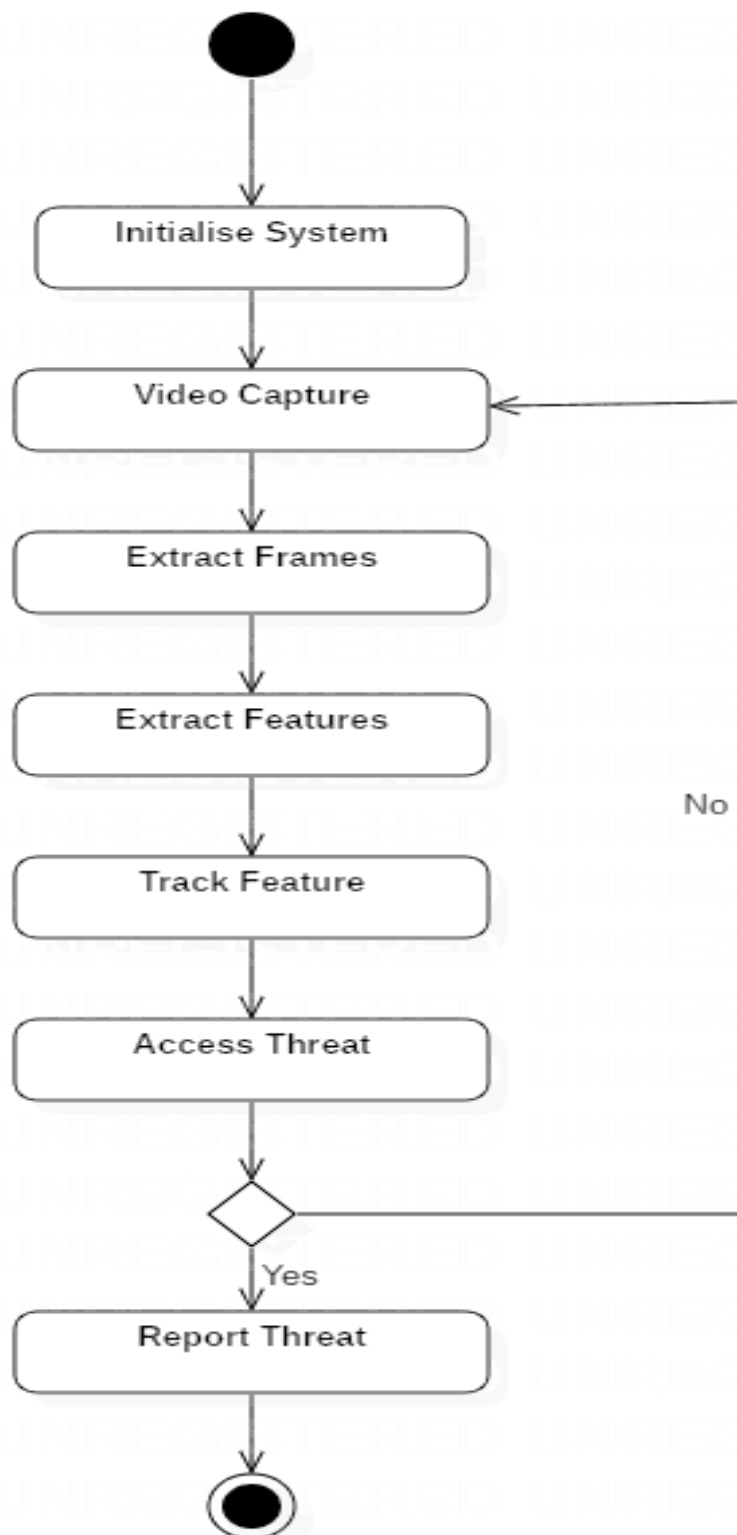 Initialise System
Video Capture
Extract Frames
Extract Features
No
Track Feature
Access Threat
Yes
Report Threat